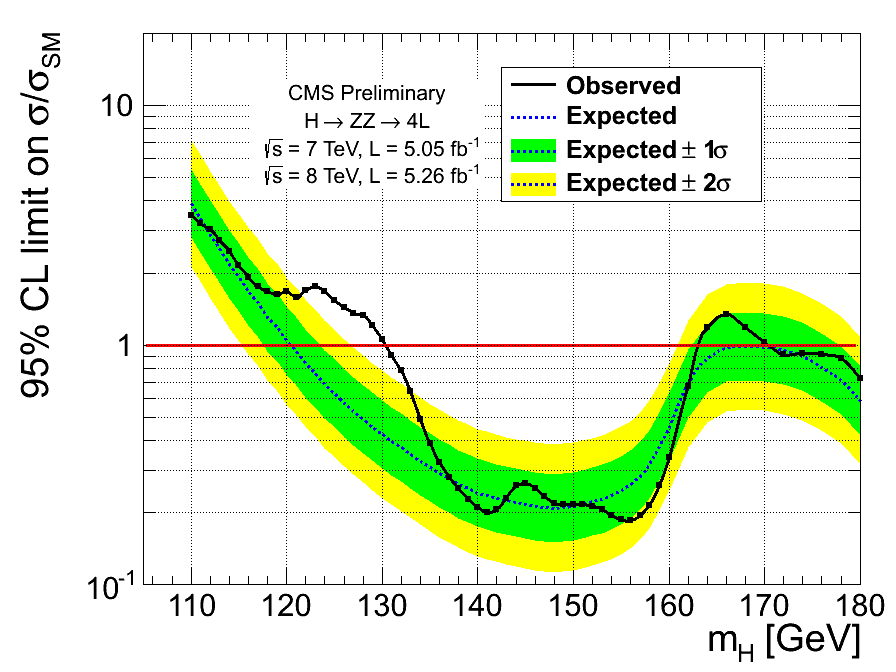 95% CL limit on σ/σSM
10
1
10-1
CMS Preliminary
H → ZZ → 4L
√s = 7 TeV, L = 5.05 fb-1
√s = 8 TeV, L = 5.26 fb-1
Observed
Expected
Expected ± 1σ
Expected ± 2σ
110 120 130 140 150 160 170 180
mH [GeV]